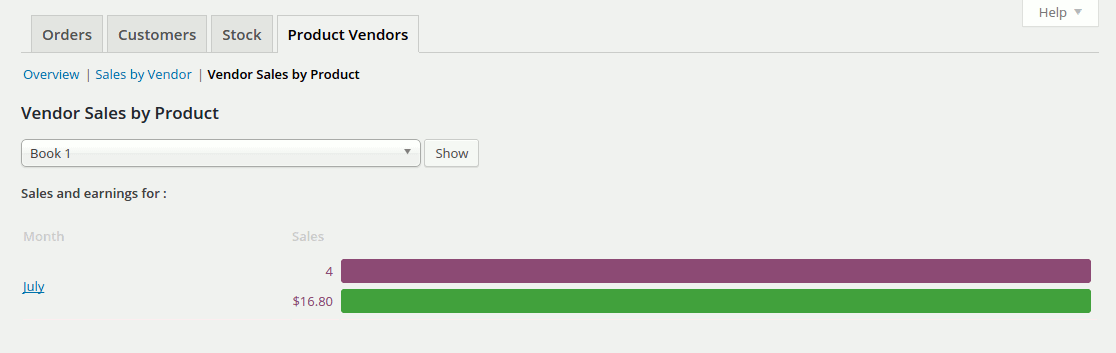 Help
Orders Customers Stock Product Vendors
Overview | Sales by Vendor | Vendor Sales by Product
Vendor Sales by Product
Book 1 Show
Sales and earnings for :
Month Sales
4
July
$16.80